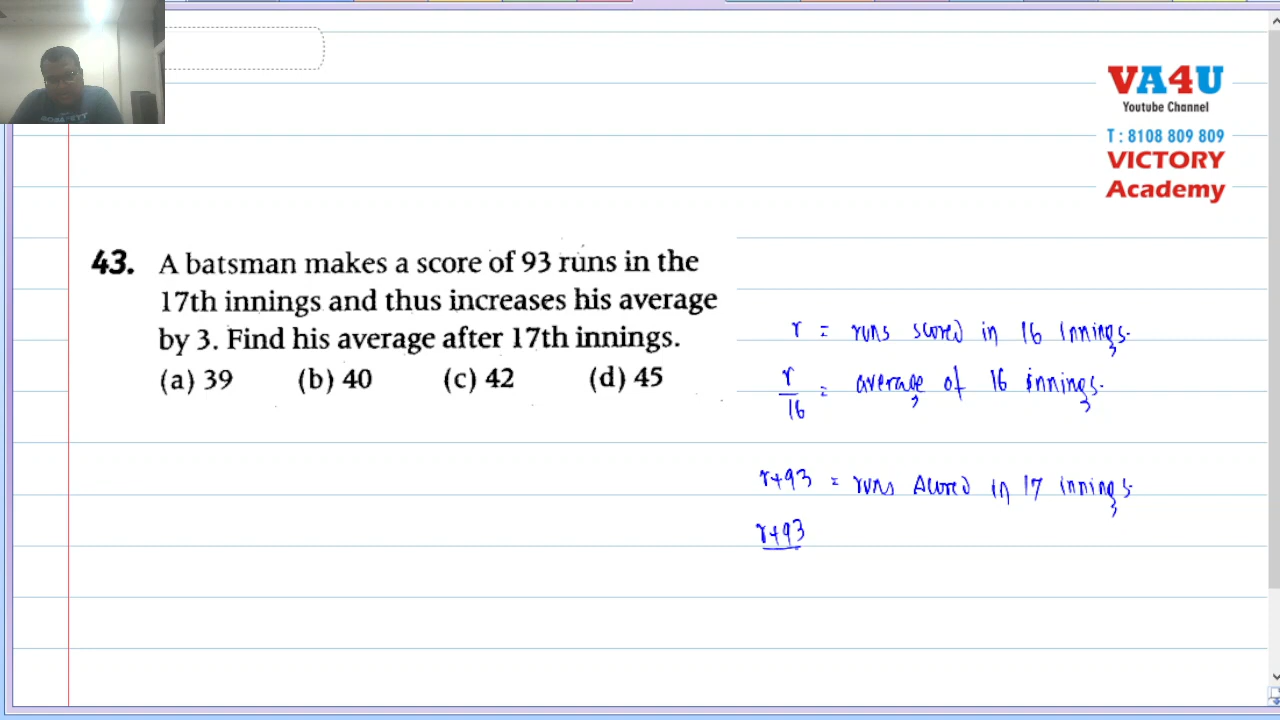 VA4U
Youtube Channel
T : 8108 809 809
VICTORY
Academy
43. A batsman makes a score of 93 runs in the
17th innings and thus increases his average
by 3. Find his average after 17th innings.
(a) 39 (b) 40 (c) 42 (d) 45
r = runs scored in 16 innings.
r/16 = average of 16 innings.
r+93 = runs scored in 17 innings.
r+93